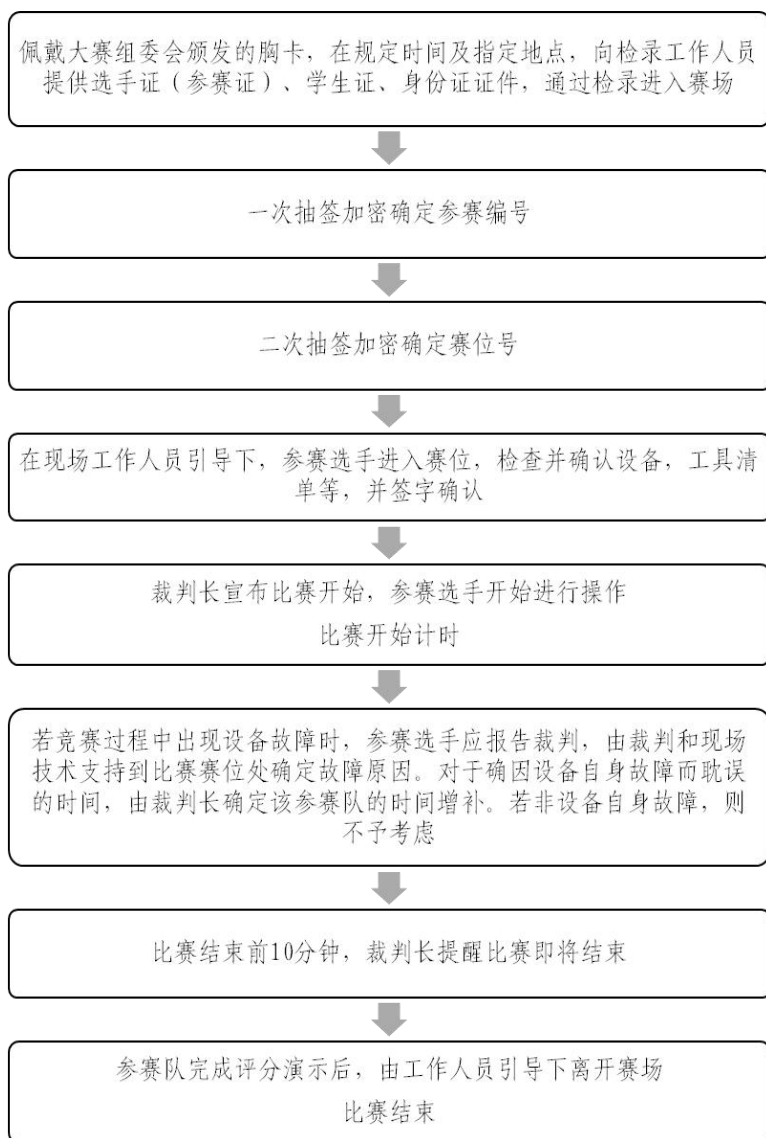 佩戴大赛组委会颁发的胸卡，在规定时间及指定地点，向检录工作人员
提供选手证（参赛证）、学生证、身份证证件，通过检录进入赛场
一次抽签加密确定参赛编号
二次抽签加密确定赛位号
在现场工作人员引导下，参赛选手进入赛位，检查并确认设备，工具清
单等，并签字确认
裁判长宣布比赛开始，参赛选手开始进行操作
比赛开始计时
若竞赛过程中出现设备故障时，参赛选手应报告裁判，由裁判和现场
技术支持到比赛赛位处确定故障原因。对于确因设备自身故障而耽误
的时间，由裁判长确定该参赛队的时间增补。若非设备自身故障，则
不予考虑
比赛结束前10分钟，裁判长提醒比赛即将结束
参赛队完成评分演示后，由工作人员引导下离开赛场
比赛结束